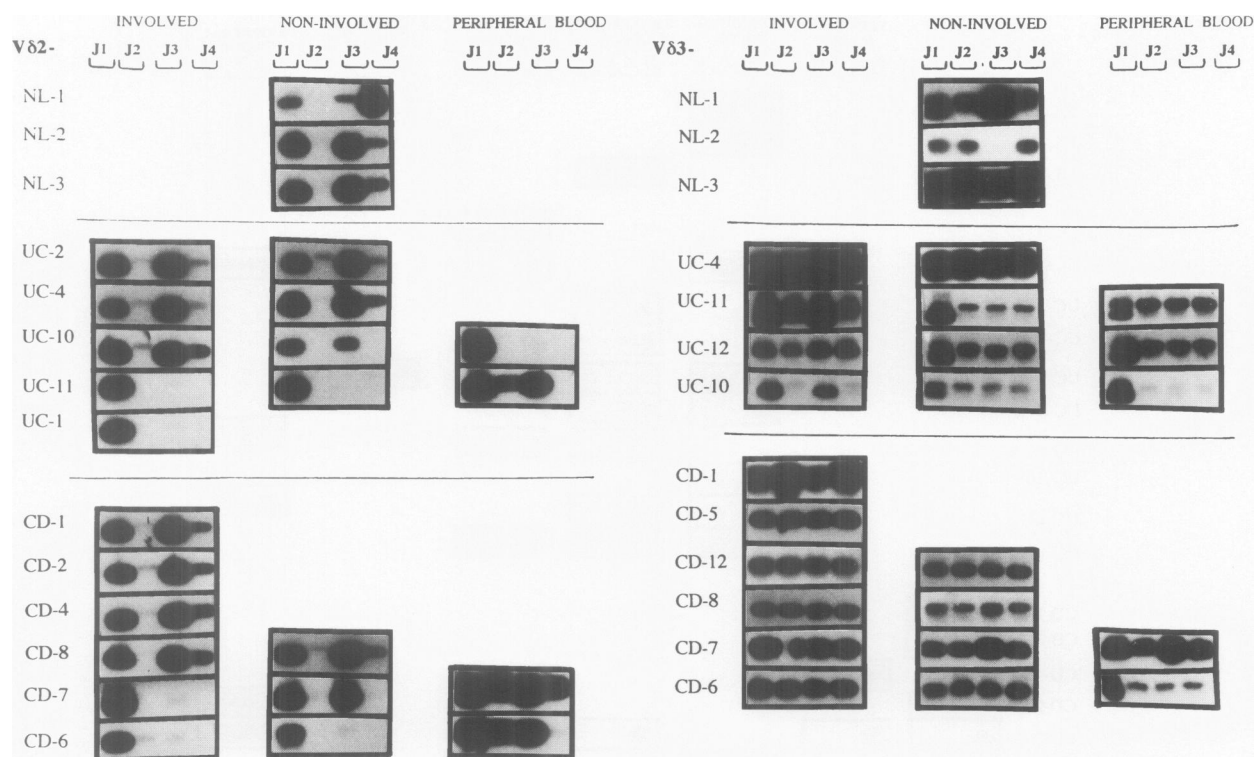 INVOLVED NON-INVOLVED PERIPHERAL BLOOD
Vδ2- J1 J2 J3 J4 J1 J2 J3 J4 J1 J2 J3 J4
NL-1
NL-2
NL-3
UC-2
UC-4
UC-10
UC-11
UC-1
CD-1
CD-2
CD-4
CD-8
CD-7
CD-6
INVOLVED NON-INVOLVED PERIPHERAL BLOOD
Vδ3- J1 J2 J3 J4 J1 J2 J3 J4 J1 J2 J3 J4
NL-1
NL-2
NL-3
UC-4
UC-11
UC-12
UC-10
CD-1
CD-5
CD-12
CD-8
CD-7
CD-6